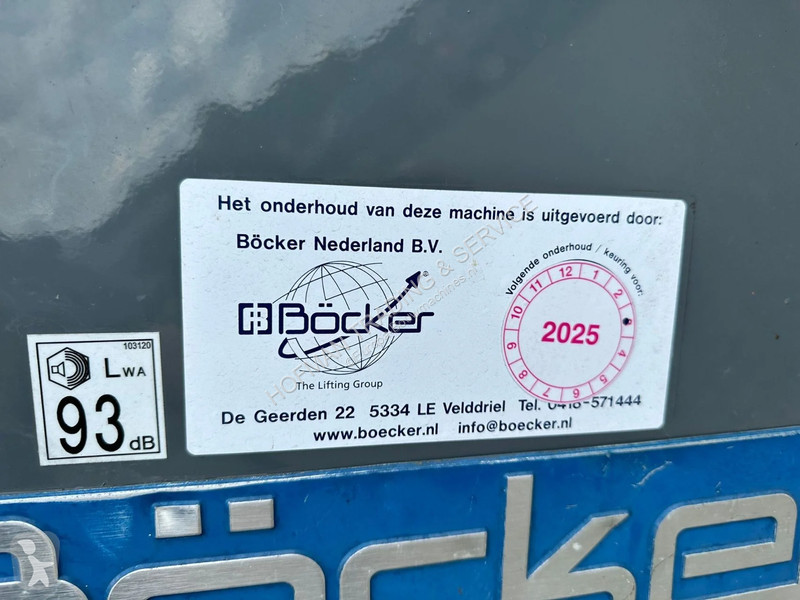 Het onderhoud van deze machine is uitgevoerd door:
Böcker Nederland B.V.
Volgende onderhoud / keuring voor:
12 1 2 3 4 5 6 7 8 9 10 11
2025
Böcker®
The Lifting Group
De Geerden 22 5334 LE Velddriel Tel. 0418-571444
www.boecker.nl info@boecker.nl
103120
LWA
93 dB
böcke